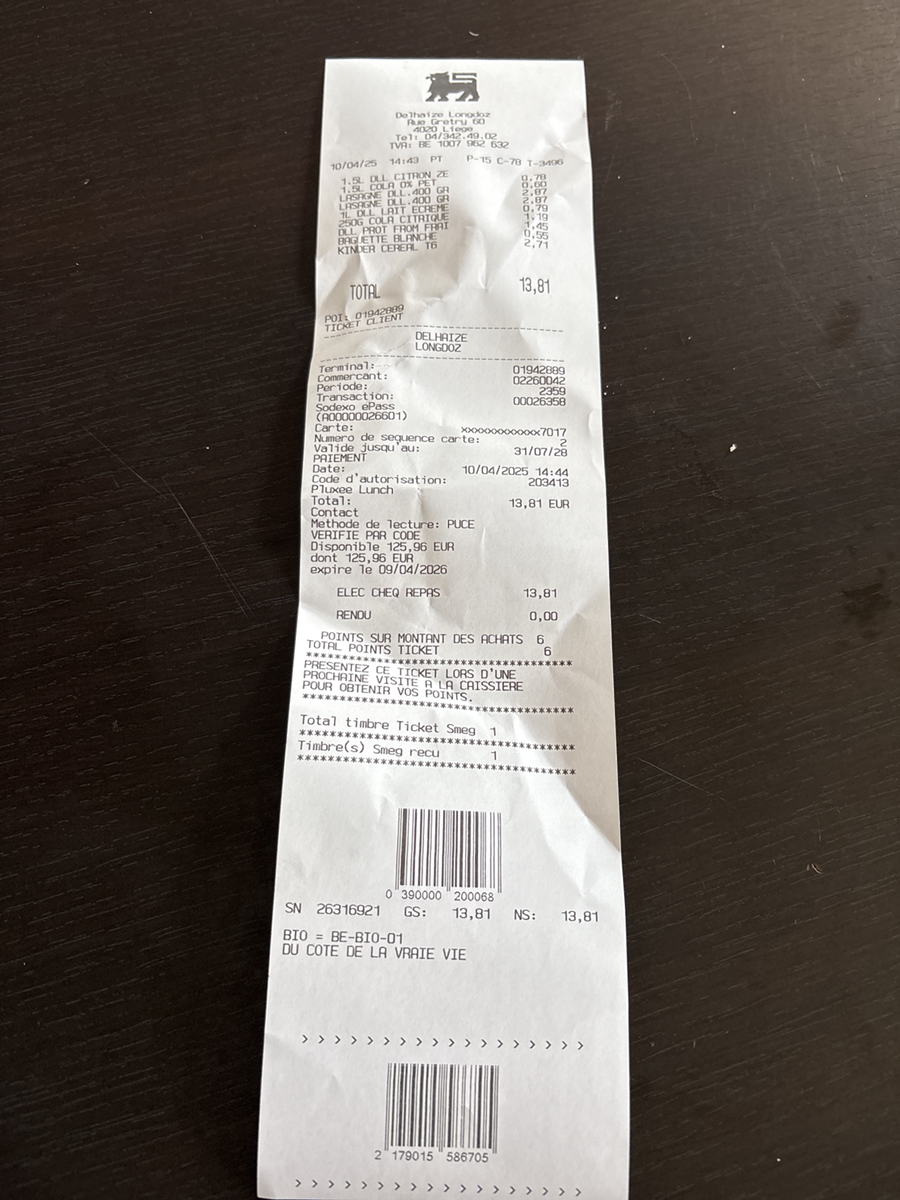 Delhaize Longdoz
Rue Gretry 60
4020 Liege
Tel: 04/342.49.02
TVA: BE 1007 962 632
10/04/25 14:43 PT P-15 C-78 T-3496
1.5L DLL CITRON ZE 0,78
1.5L COLA 0% PET 0,60
LASAGNE DLL.400 GR 2,87
LASAGNE DLL.400 GR 2,87
1L DLL LAIT ECREME 0,79
250G COLA CITRIQUE 1,19
DLL PROT FROM FRAI 1,45
BAGUETTE BLANCHE 0,55
KINDER CEREAL T6 2,71
TOTAL 13,81
POI: 01942889
TICKET CLIENT
DELHAIZE
LONGDOZ
Terminal: 01942889
Commercant: 02260042
Periode: 2359
Transaction: 00026358
Sodexo ePass
(A000000266D1)
Carte: xxxxxxxxxxxx7017
Numero de sequence carte: 2
Valide jusqu'au: 31/07/28
PAIEMENT
Date: 10/04/2025 14:44
Code d'autorisation: 203413
Pluxee Lunch
Total: 13,81 EUR
Contact
Methode de lecture: PUCE
VERIFIE PAR CODE
Disponible 125,96 EUR
dont 125,96 EUR
expire le 09/04/2026
ELEC CHEQ REPAS 13,81
RENDU 0,00
POINTS SUR MONTANT DES ACHATS 6
TOTAL POINTS TICKET 6
****************************************
PRESENTEZ CE TICKET LORS D'UNE
PROCHAINE VISITE A LA CAISSIERE
POUR OBTENIR VOS POINTS.
****************************************
Total timbre Ticket Smeg 1
****************************************
Timbre(s) Smeg recu 1
****************************************
0 390000 200068
SN 26316921 GS: 13,81 NS: 13,81
BIO = BE-BIO-01
DU COTE DE LA VRAIE VIE
> > > > > > > > > > > > > > > > > >
2 179015 586705
> > > > > > > > > > > > > > > > > >